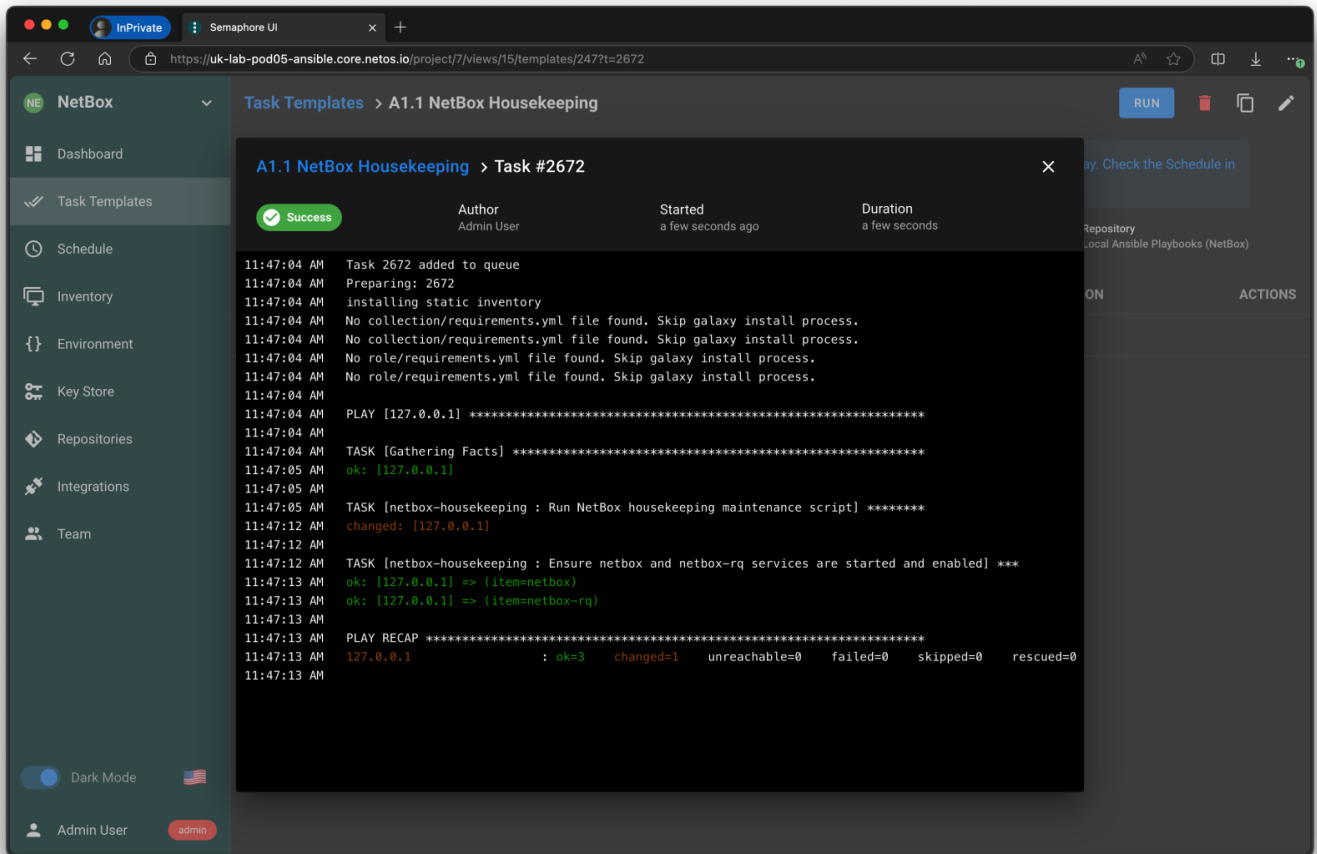 InPrivate
Semaphore UI
https://uk-lab-pod05-ansible.core.netos.io/project/7/views/15/templates/247?t=2672
NE NetBox
Task Templates > A1.1 NetBox Housekeeping
RUN
Dashboard
Task Templates
Schedule
Inventory
Environment
Key Store
Repositories
Integrations
Team
Dark Mode
Admin User admin
ay. Check the Schedule in
Repository
Local Ansible Playbooks (NetBox)
ON ACTIONS
A1.1 NetBox Housekeeping > Task #2672
Success
Author
Admin User
Started
a few seconds ago
Duration
a few seconds
11:47:04 AM Task 2672 added to queue
11:47:04 AM Preparing: 2672
11:47:04 AM installing static inventory
11:47:04 AM No collection/requirements.yml file found. Skip galaxy install process.
11:47:04 AM No collection/requirements.yml file found. Skip galaxy install process.
11:47:04 AM No role/requirements.yml file found. Skip galaxy install process.
11:47:04 AM No role/requirements.yml file found. Skip galaxy install process.
11:47:04 AM
11:47:04 AM PLAY [127.0.0.1] ***************************************************************
11:47:04 AM
11:47:04 AM TASK [Gathering Facts] *********************************************************
11:47:05 AM ok: [127.0.0.1]
11:47:05 AM
11:47:05 AM TASK [netbox-housekeeping : Run NetBox housekeeping maintenance script] ********
11:47:12 AM changed: [127.0.0.1]
11:47:12 AM
11:47:12 AM TASK [netbox-housekeeping : Ensure netbox and netbox-rq services are started and enabled] ***
11:47:13 AM ok: [127.0.0.1] => (item=netbox)
11:47:13 AM ok: [127.0.0.1] => (item=netbox-rq)
11:47:13 AM
11:47:13 AM PLAY RECAP *********************************************************************
11:47:13 AM 127.0.0.1 : ok=3 changed=1 unreachable=0 failed=0 skipped=0 rescued=0
11:47:13 AM